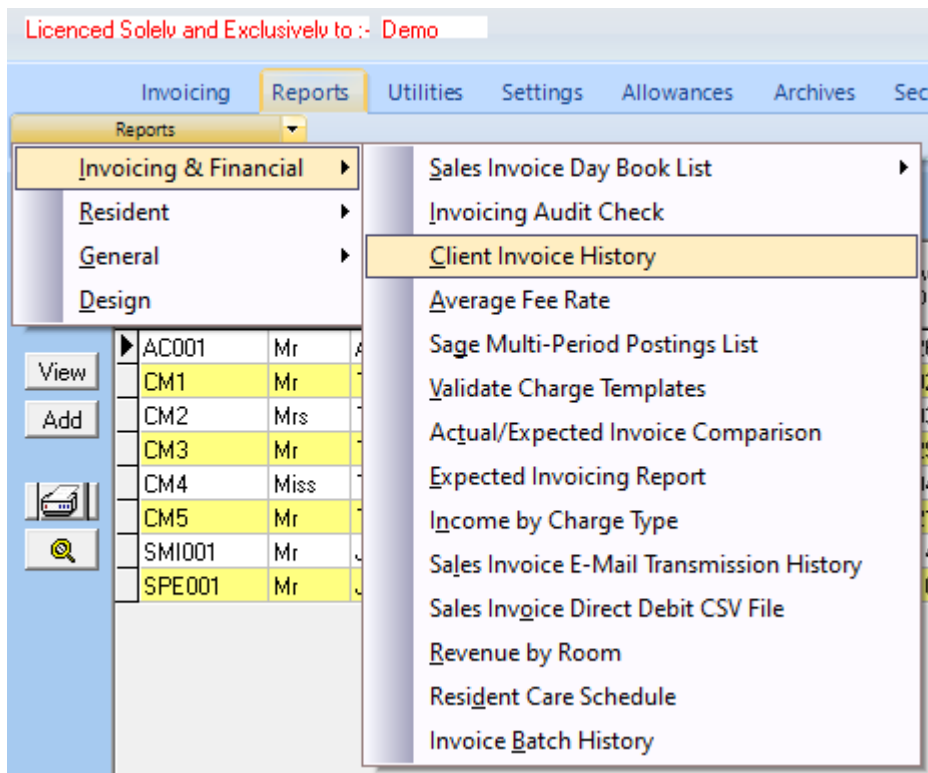 Licenced Solely and Exclusively to :- Demo
Invoicing Reports Utilities Settings Allowances Archives
Reports
Invoicing & Financial
Resident
General
Design
Sales Invoice Day Book List
Invoicing Audit Check
Client Invoice History
Average Fee Rate
Sage Multi-Period Postings List
Validate Charge Templates
Actual/Expected Invoice Comparison
Expected Invoicing Report
Income by Charge Type
Sales Invoice E-Mail Transmission History
Sales Invoice Direct Debit CSV File
Revenue by Room
Resident Care Schedule
Invoice Batch History
View
Add
AC001 Mr
CM1 Mr
CM2 Mrs
CM3 Mr
CM4 Miss
CM5 Mr
SMI001 Mr
SPE001 Mr